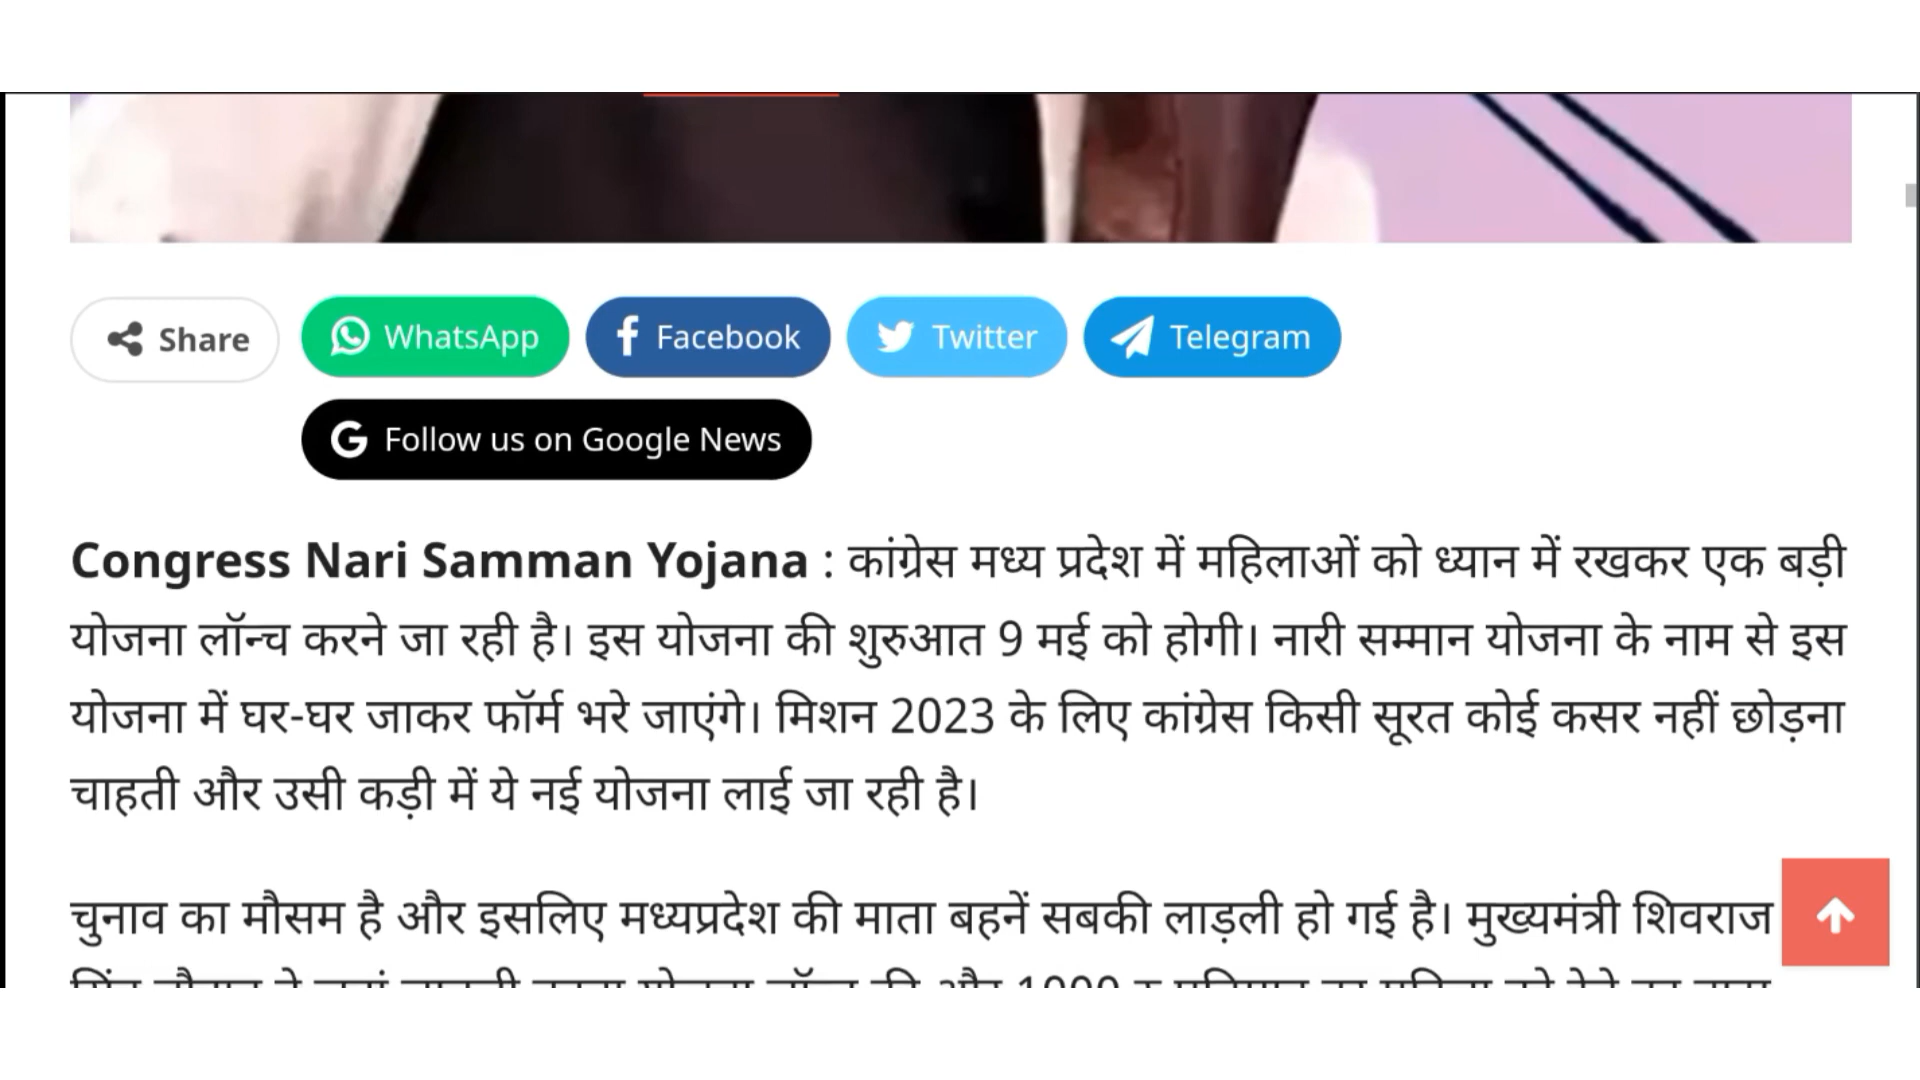 Share
WhatsApp
Facebook
Twitter
Telegram
Follow us on Google News
Congress Nari Samman Yojana : कांग्रेस मध्य प्रदेश में महिलाओं को ध्यान में रखकर एक बड़ी
योजना लॉन्च करने जा रही है। इस योजना की शुरुआत 9 मई को होगी। नारी सम्मान योजना के नाम से इस
योजना में घर-घर जाकर फॉर्म भरे जाएंगे। मिशन 2023 के लिए कांग्रेस किसी सूरत कोई कसर नहीं छोड़ना
चाहती और उसी कड़ी में ये नई योजना लाई जा रही है।
चुनाव का मौसम है और इसलिए मध्यप्रदेश की माता बहनें सबकी लाड़ली हो गई है। मुख्यमंत्री शिवराज